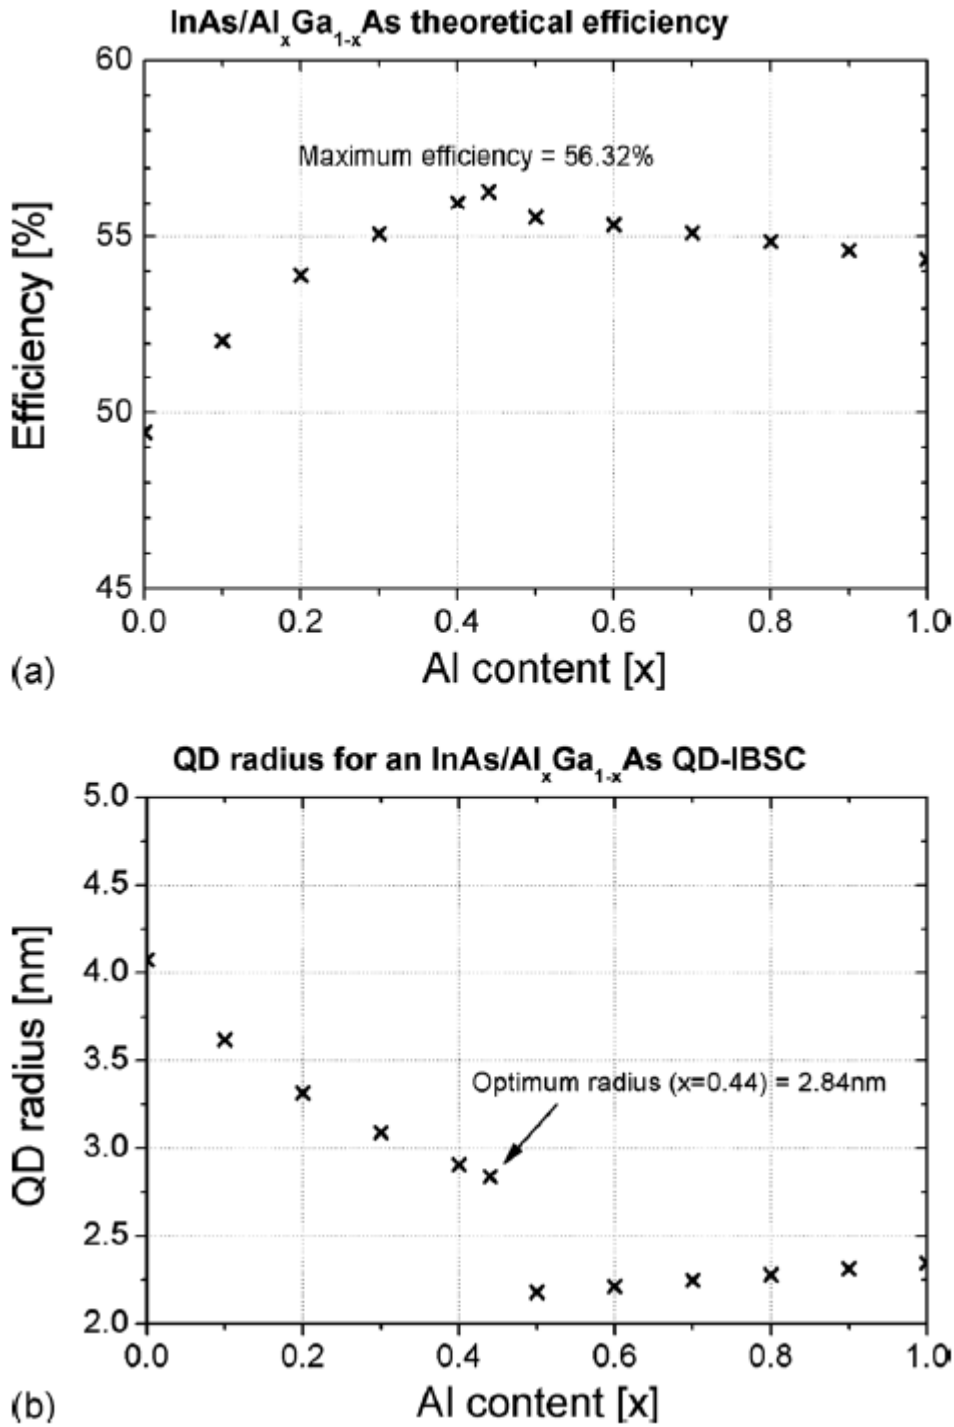 InAs/AlxGa1-xAs theoretical efficiency
60
Maximum efficiency = 56.32%
55
50
45
Efficiency [%]
0.0 0.2 0.4 0.6 0.8 1.0
Al content [x]
(a)
QD radius for an InAs/AlxGa1-xAs QD-IBSC
5.0
4.5
4.0
3.5
Optimum radius (x=0.44) = 2.84nm
3.0
2.5
2.0
QD radius [nm]
0.0 0.2 0.4 0.6 0.8 1.0
Al content [x]
(b)